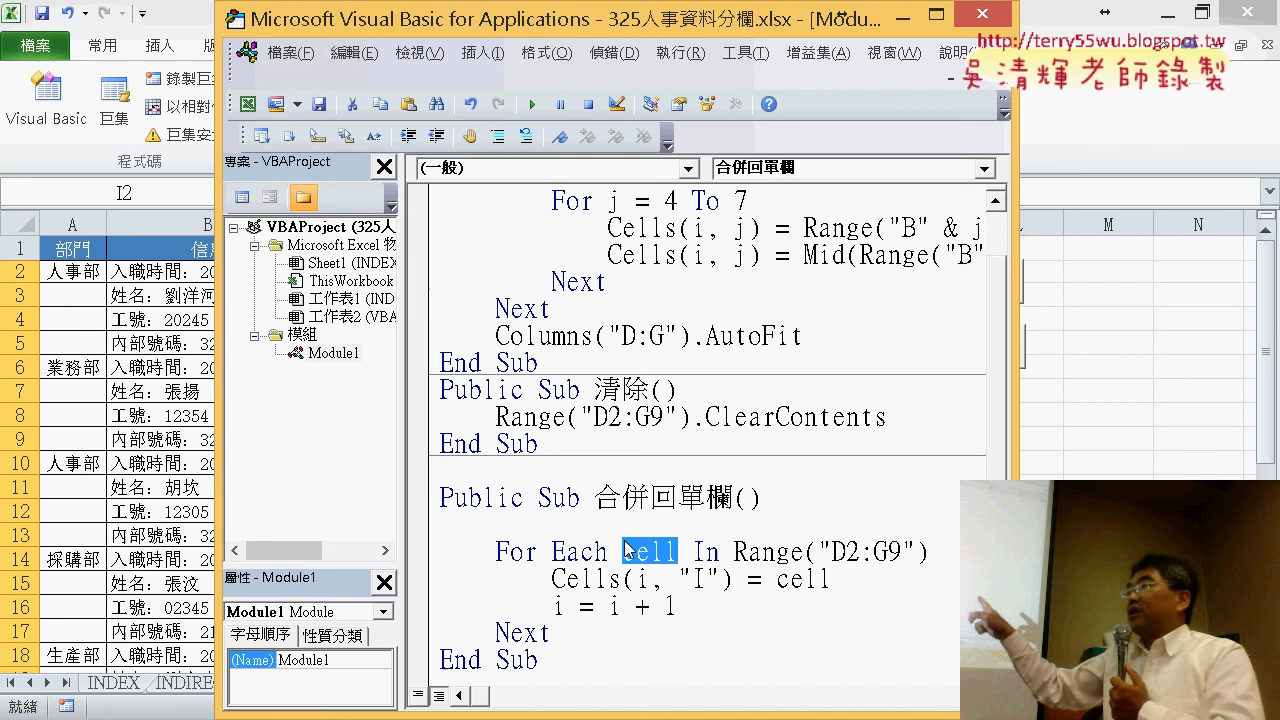 Microsoft Visual Basic for Applications - 325人事資料分欄.xlsx - [Modu...
http://terry55wu.blogspot.tw
吳清輝老師錄製
檔案 常用 插入
檔案(F) 編輯(E) 檢視(V) 插入(I) 格式(O) 偵錯(D) 執行(R) 工具(T) 增益集(A) 視窗(W)
Visual Basic 巨集
錄製巨
以相對
巨集安
程式碼
專案 - VBAProject
(一般) 合併回單欄
I2
A B M N
VBAProject (325人
Microsoft Excel 物
Sheet1 (INDEX
ThisWorkbook
工作表1 (IND
工作表2 (VBA
模組
Module1
1 部門
2 人事部 入職時間: 20
3 姓名: 劉洋河
4 工號: 20245
5 內部號碼: 32
6 業務部 入職時間: 20
7 姓名: 張揚
8 工號: 12354
9 內部號碼: 32
10 人事部 入職時間: 20
11 姓名: 胡坎
12 工號: 12305
13 內部號碼: 32
14 採購部 入職時間: 20
15 姓名: 張汶
16 工號: 02345
17 內部號碼: 21
18 生產部 入職時間: 20
For j = 4 To 7
Cells(i, j) = Range("B" & j
Cells(i, j) = Mid(Range("B"
Next
Next
Columns("D:G").AutoFit
End Sub
Public Sub 清除()
Range("D2:G9").ClearContents
End Sub
Public Sub 合併回單欄()
For Each cell In Range("D2:G9")
Cells(i, "I") = cell
i = i + 1
Next
End Sub
屬性 - Module1
Module1 Module
字母順序 性質分類
(Name) Module1
INDEX INDIRE
就緒